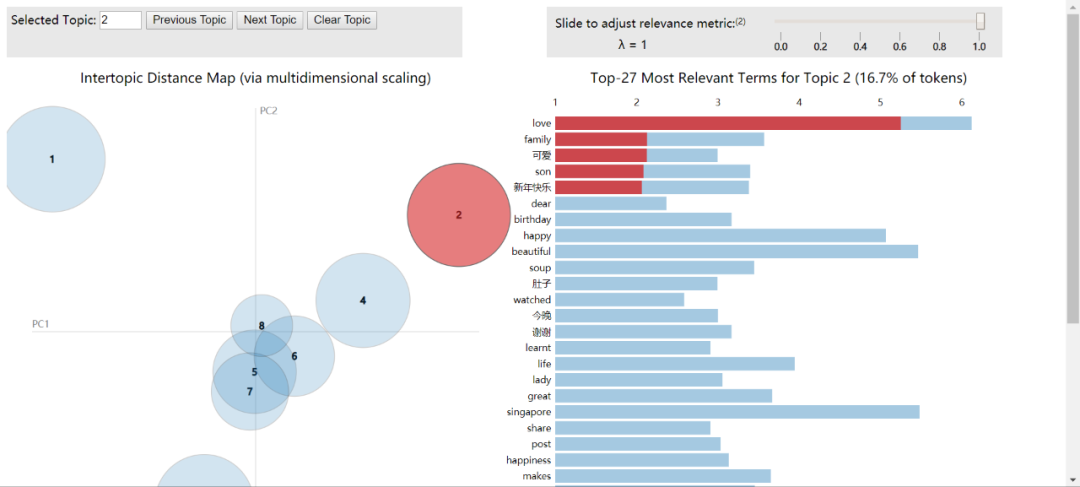 Selected Topic: 2 Previous Topic Next Topic Clear Topic
Slide to adjust relevance metric:(2)
λ = 1
0.0 0.2 0.4 0.6 0.8 1.0
Intertopic Distance Map (via multidimensional scaling)
PC2
PC1
1
2
4
8
6
5
7
Top-27 Most Relevant Terms for Topic 2 (16.7% of tokens)
1 2 3 4 5 6
love
family
可爱
son
新年快乐
dear
birthday
happy
beautiful
soup
肚子
watched
今晚
谢谢
learnt
life
lady
great
singapore
share
post
happiness
makes